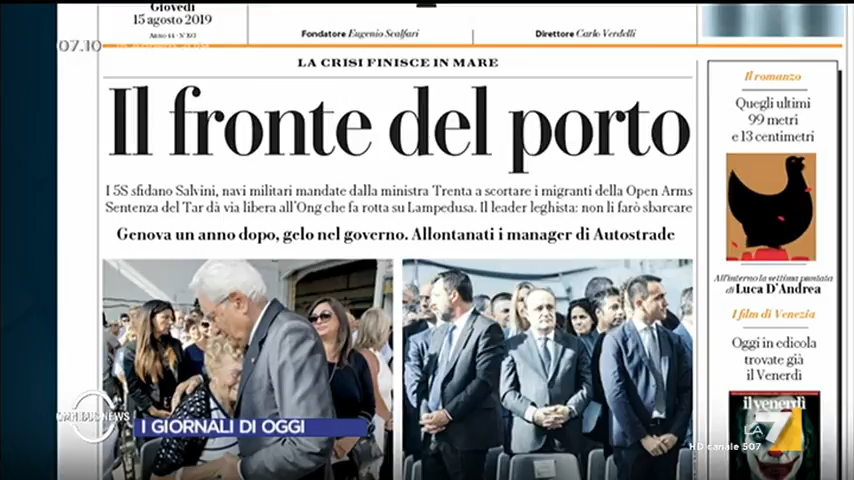 Giovedì
15 agosto 2019
Anno 44 - N° 193
Fondatore Eugenio Scalfari
Direttore Carlo Verdelli
07.10
LA CRISI FINISCE IN MARE
Il fronte del porto
I 5S sfidano Salvini, navi militari mandate dalla ministra Trenta a scortare i migranti della Open Arms
Sentenza del Tar dà via libera all'Ong che fa rotta su Lampedusa. Il leader leghista: non li farò sbarcare
Genova un anno dopo, gelo nel governo. Allontanati i manager di Autostrade
Il romanzo
Quegli ultimi
99 metri
e 13 centimetri
All'interno la settima puntata
di Luca D'Andrea
I film di Venezia
Oggi in edicola
trovate già
il Venerdì
il venerdì
OMNIBUS NEWS
I GIORNALI DI OGGI
LA 7
HD canale 507